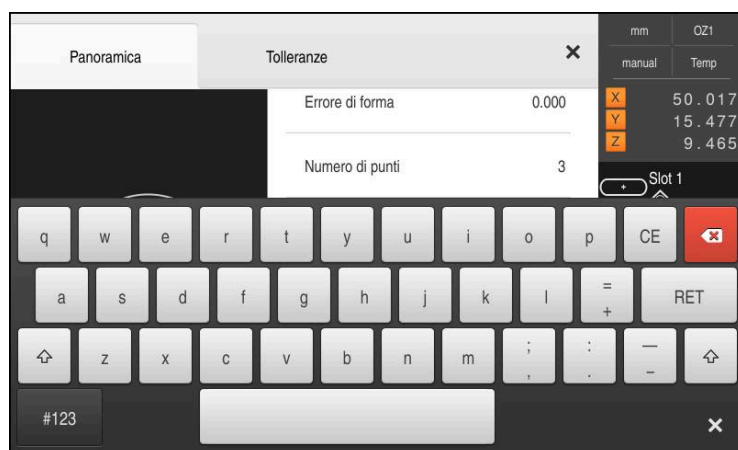 mm OZ1
Panoramica Tolleranze ×
manual Temp
Errore di forma 0.000
X 50.017
Y 15.477
Z 9.465
Numero di punti 3
+ Slot 1
q w e r t y u i o p CE
a s d f g h j k l = + RET
z x c v b n m ; , : . — -
#123 ×